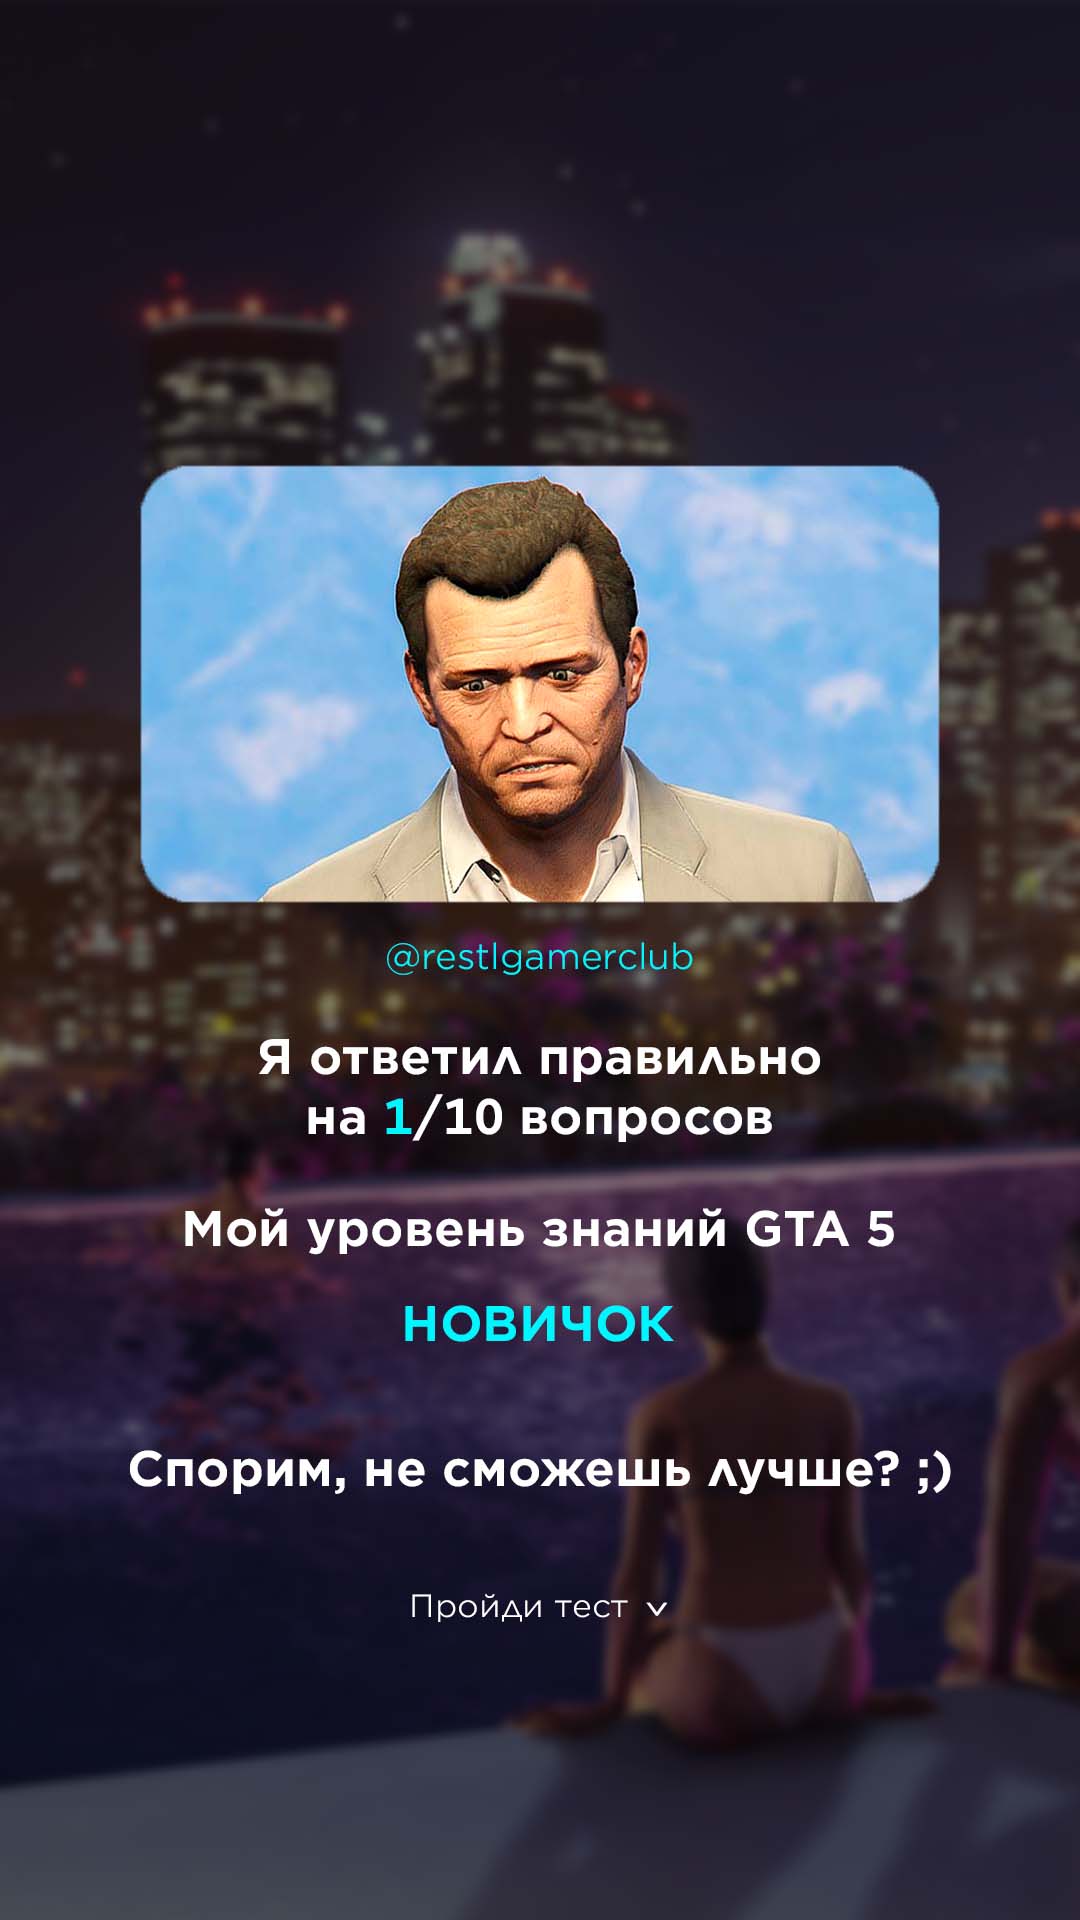 @restlgamerclub
Я ответил правильно
на 1/10 вопросов
Мой уровень знаний GTA 5
НОВИЧОК
Спорим, не сможешь лучше? ;)
Пройди тест